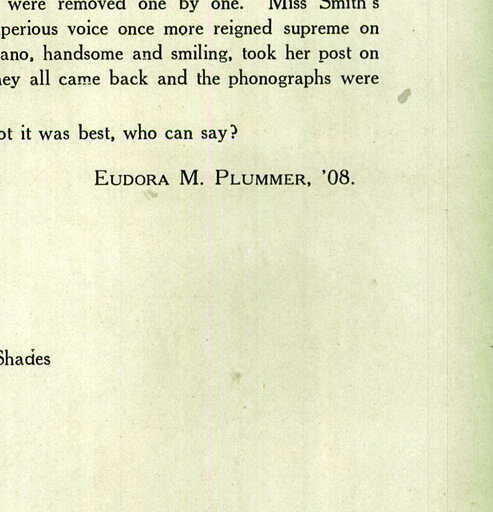 were removed one by one. Miss Smith's
perious voice once more reigned supreme on
ano, handsome and smiling, took her post on
ey all came back and the phonographs were
ot it was best, who can say?
EUDORA M. PLUMMER, '08.
Shades